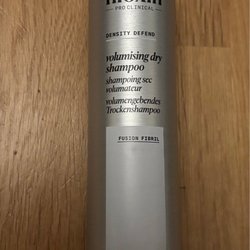 PRO CLINICAL
DENSITY DEFEND
volumising dry
shampoo
shampoing sec
volumateur
volumengebendes
Trockenshampoo
FUSION FIBRIL